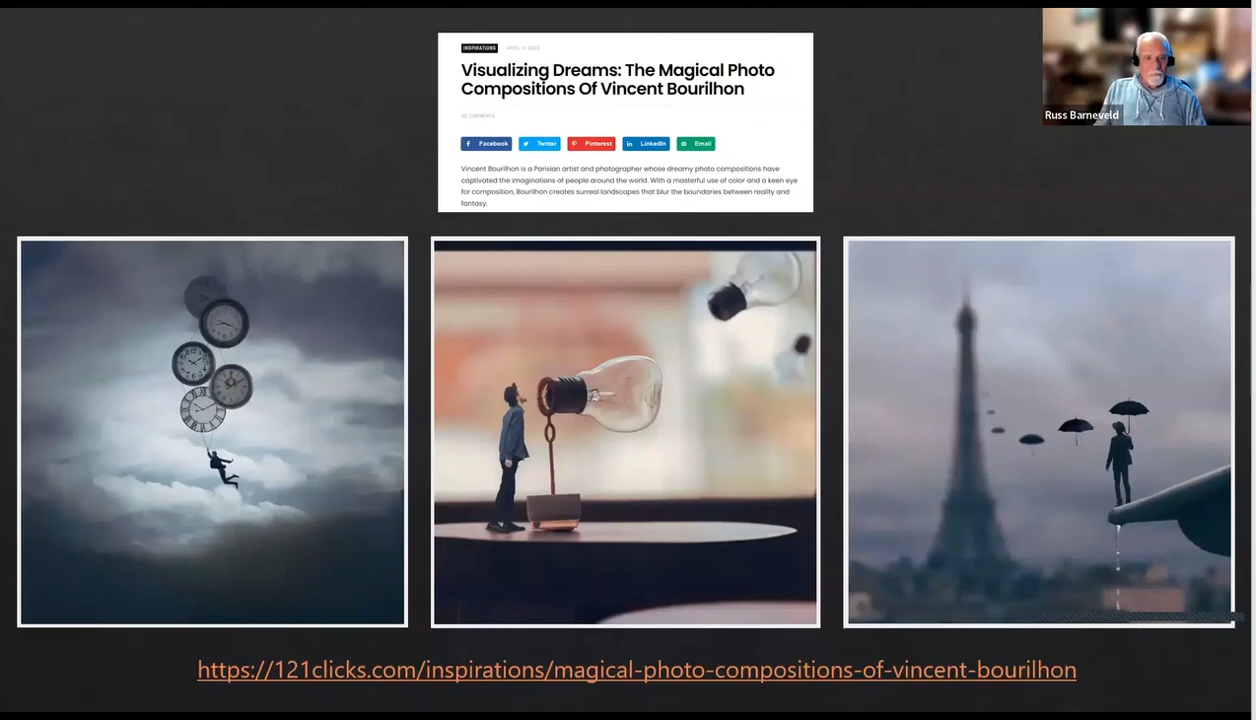 INSPIRATIONS
Visualizing Dreams: The Magical Photo
Compositions Of Vincent Bourilhon
Facebook Twitter Pinterest Linkedin Email
Vincent Bourilhon is a Parisian artist and photographer whose dreamy photo compositions have
captivated the imaginations of people around the world. With a masterful use of color and a keen eye
for composition, Bourilhon creates surreal landscapes that blur the boundaries between reality and
fantasy.
Russ Barneveld
https://121clicks.com/inspirations/magical-photo-compositions-of-vincent-bourilhon